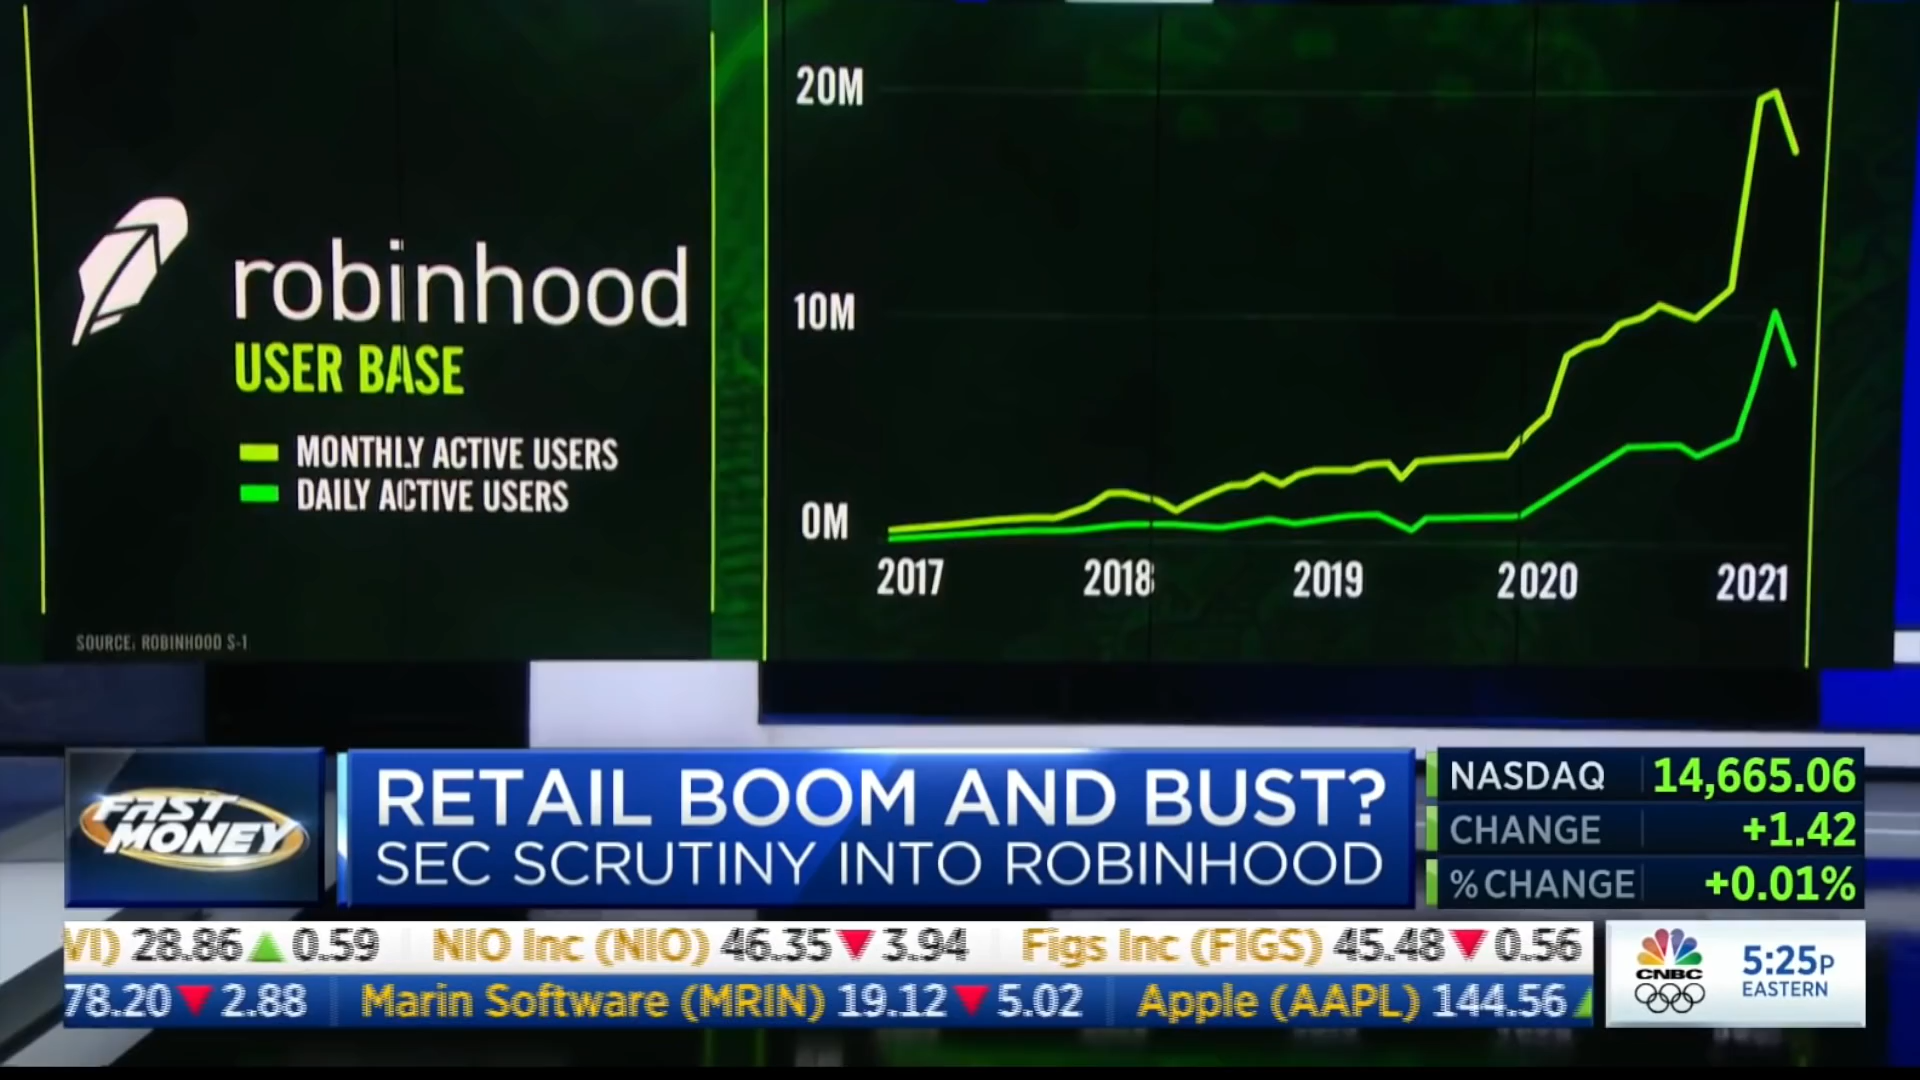 robinhood
USER BASE
MONTHLY ACTIVE USERS
DAILY ACTIVE USERS
SOURCE: ROBINHOOD S-1
20M
10M
0M
2017 2018 2019 2020 2021
FAST MONEY
RETAIL BOOM AND BUST?
SEC SCRUTINY INTO ROBINHOOD
NASDAQ 14,665.06
CHANGE +1.42
% CHANGE +0.01%
VI) 28.86 ▲ 0.59 NIO Inc (NIO) 46.35 ▼ 3.94 Figs Inc (FIGS) 45.48 ▼ 0.56
78.20 ▼ 2.88 Marin Software (MRIN) 19.12 ▼ 5.02 Apple (AAPL) 144.56 ▲
CNBC
5:25P
EASTERN